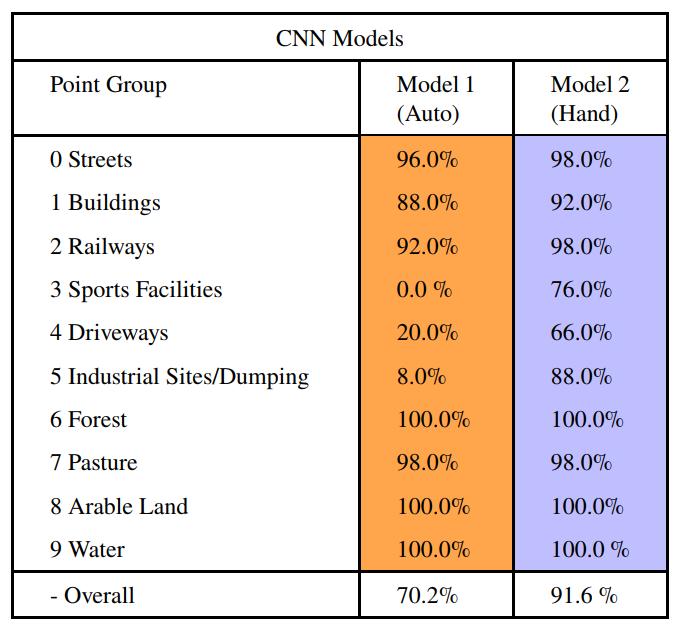 CNN Models
Point Group Model 1 Model 2
(Auto) (Hand)
0 Streets 96.0% 98.0%
1 Buildings 88.0% 92.0%
2 Railways 92.0% 98.0%
3 Sports Facilities 0.0 % 76.0%
4 Driveways 20.0% 66.0%
5 Industrial Sites/Dumping 8.0% 88.0%
6 Forest 100.0% 100.0%
7 Pasture 98.0% 98.0%
8 Arable Land 100.0% 100.0%
9 Water 100.0% 100.0 %
- Overall 70.2% 91.6 %